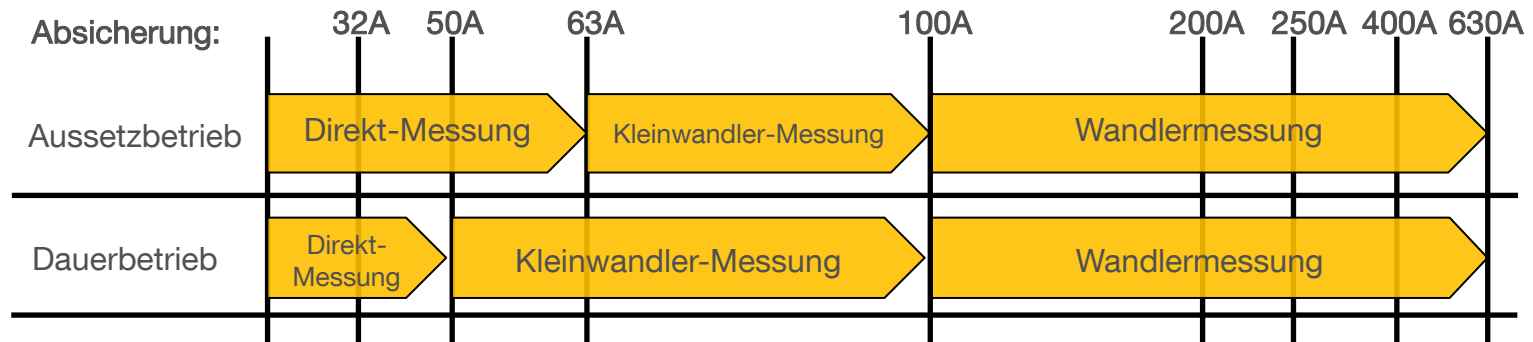 Absicherung: 32A 50A 63A 100A 200A 250A 400A 630A
Aussetzbetrieb Direkt-Messung Kleinwandler-Messung Wandlermessung
Dauerbetrieb Direkt-
Messung Kleinwandler-Messung Wandlermessung